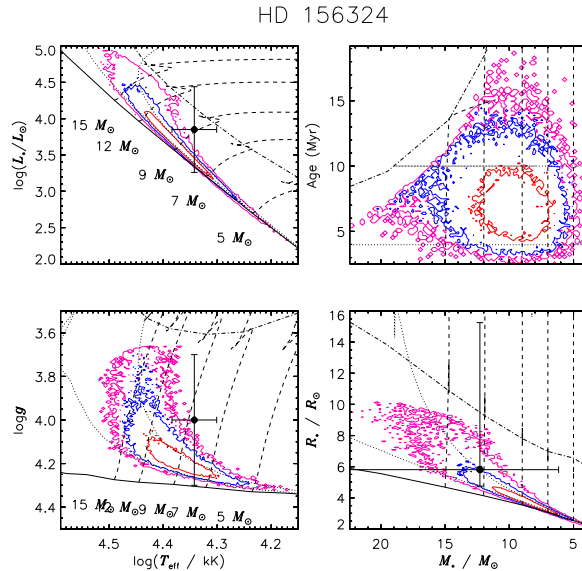 HD 156324
5.0
4.5
4.0
3.5
3.0
2.5
2.0
log(L⋆/L⊙)
15 M⊙
12 M⊙
9 M⊙
7 M⊙
5 M⊙
15
10
5
Age (Myr)
3.6
3.8
4.0
4.2
4.4
log g
15 M⊙
9 M⊙
7 M⊙
5 M⊙
4.5 4.4 4.3 4.2
log(T_eff / kK)
16
14
12
10
8
6
4
2
R⋆ / R⊙
20 15 10 5
M⋆ / M⊙